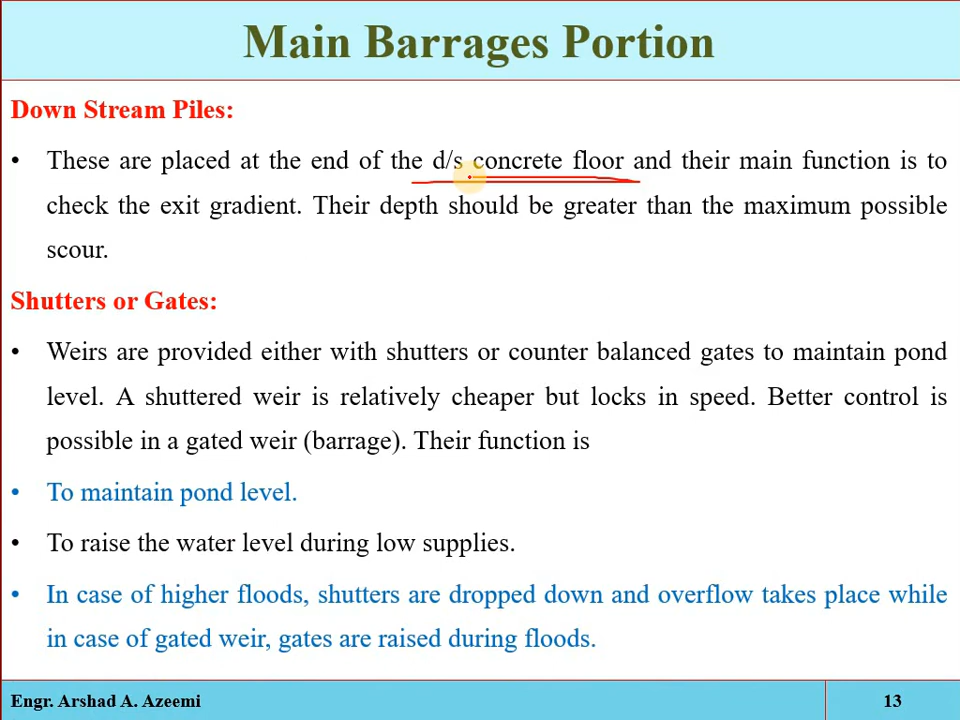 Main Barrages Portion
Down Stream Piles:
• These are placed at the end of the d/s concrete floor and their main function is to
check the exit gradient. Their depth should be greater than the maximum possible
scour.
Shutters or Gates:
• Weirs are provided either with shutters or counter balanced gates to maintain pond
level. A shuttered weir is relatively cheaper but locks in speed. Better control is
possible in a gated weir (barrage). Their function is
• To maintain pond level.
• To raise the water level during low supplies.
• In case of higher floods, shutters are dropped down and overflow takes place while
in case of gated weir, gates are raised during floods.
Engr. Arshad A. Azeemi
13